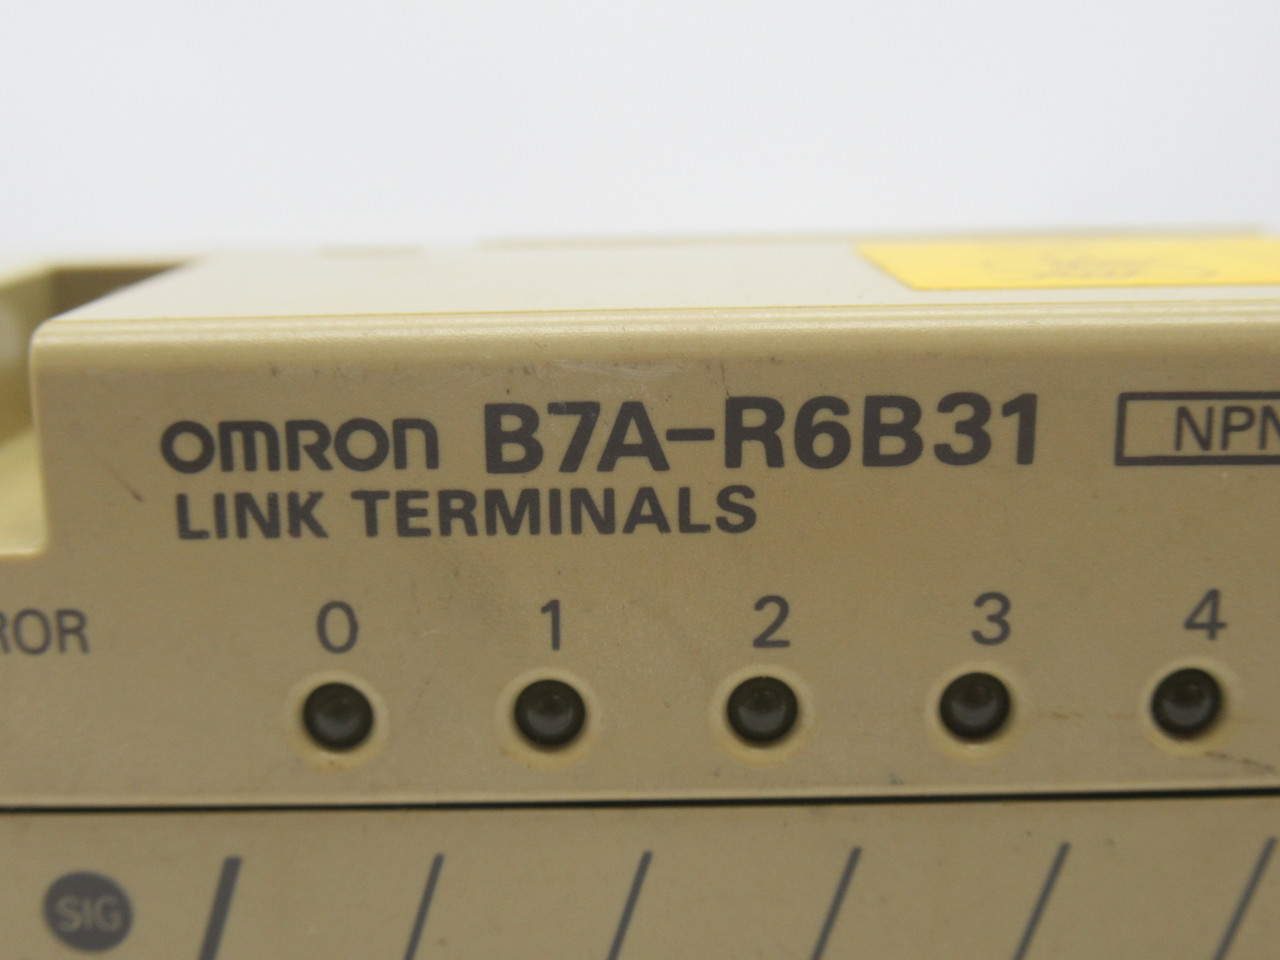 OMRON B7A-R6B31 NPN
LINK TERMINALS
ROR 0 1 2 3 4
SIG